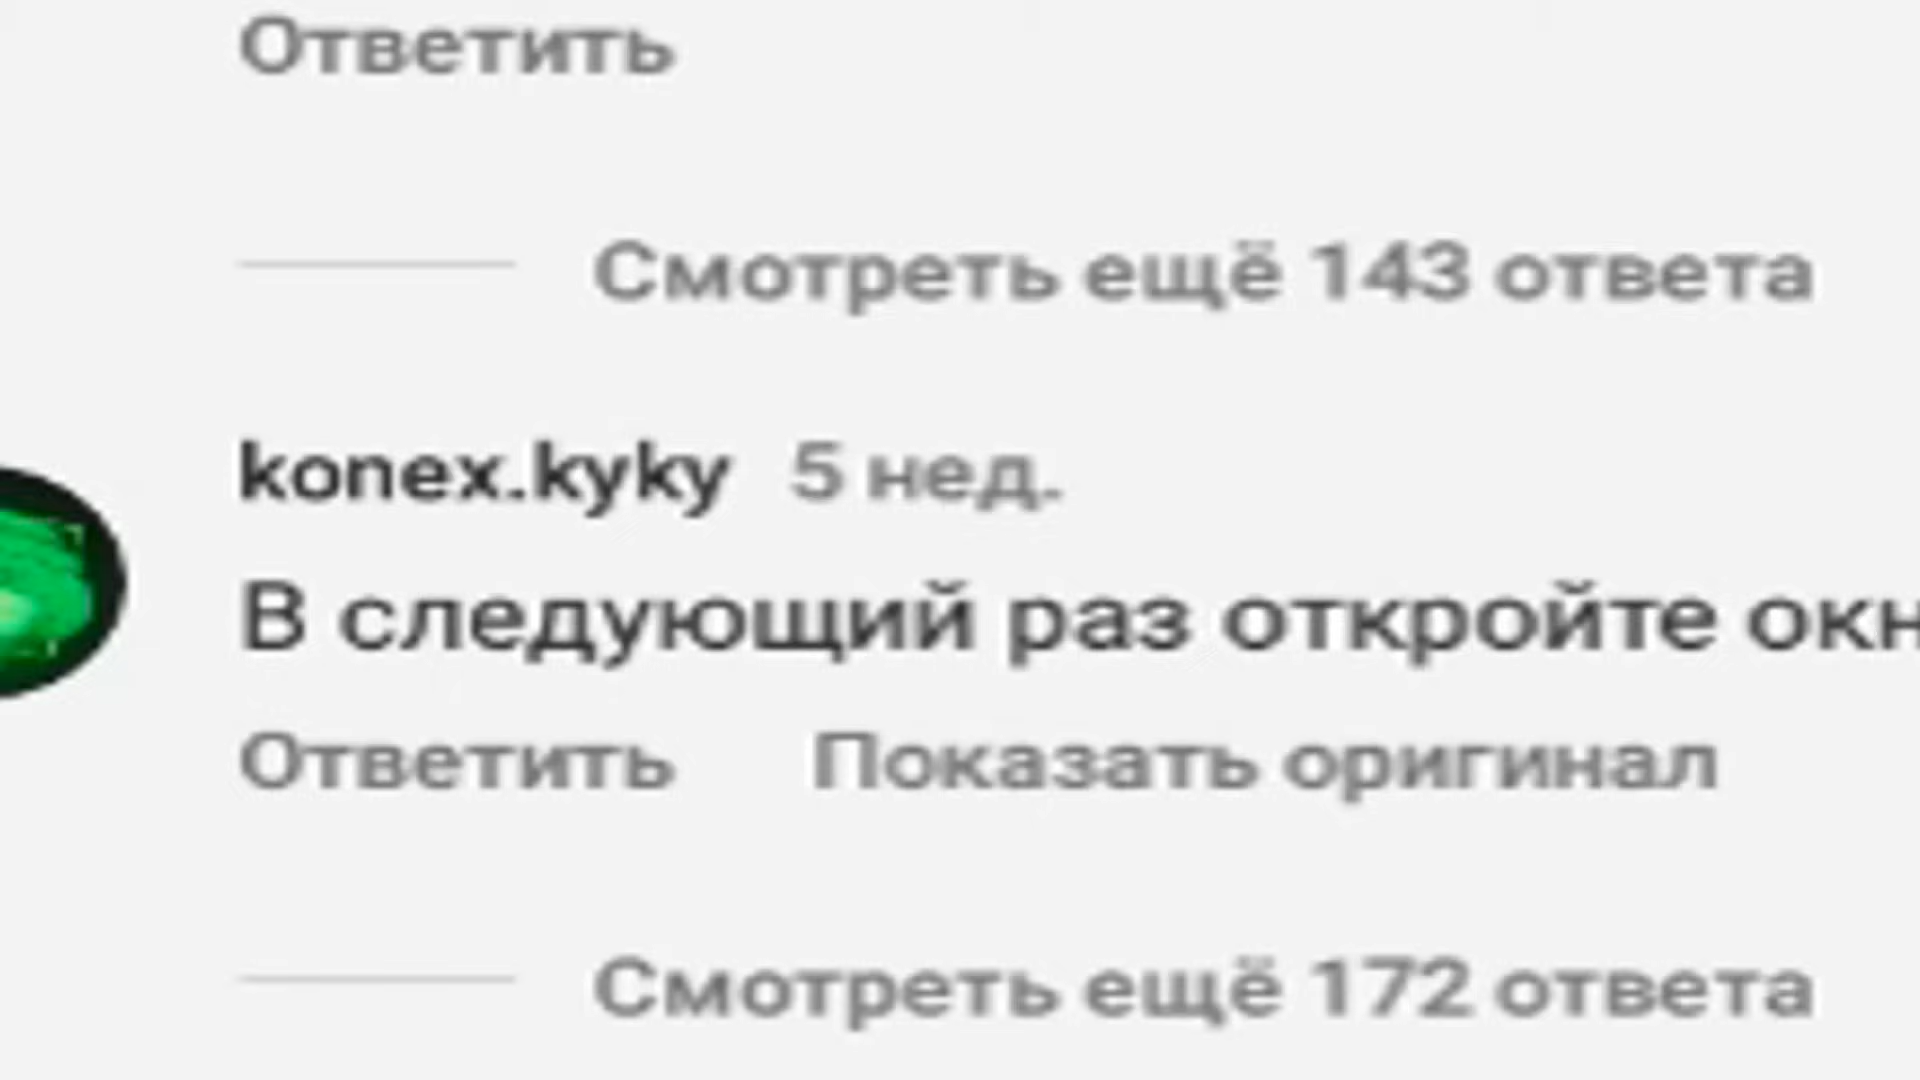 Ответить
Смотреть ещё 143 ответа
konex.kyky 5 нед.
В следующий раз откройте окн
Ответить Показать оригинал
Смотреть ещё 172 ответа